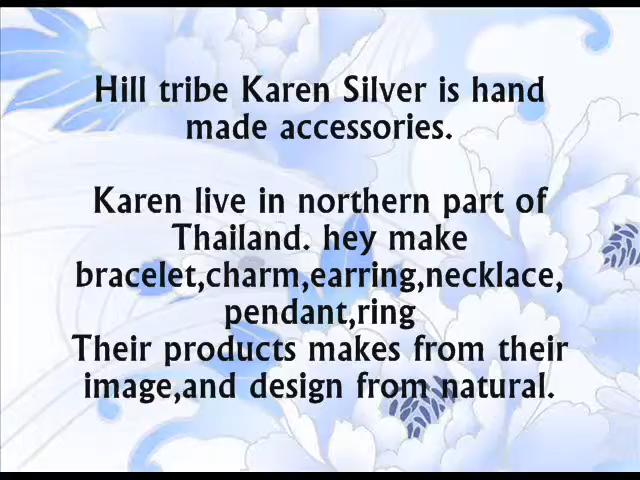 Hill tribe Karen Silver is hand
made accessories.
Karen live in northern part of
Thailand. hey make
bracelet,charm,earring,necklace,
pendant,ring
Their products makes from their
image,and design from natural.